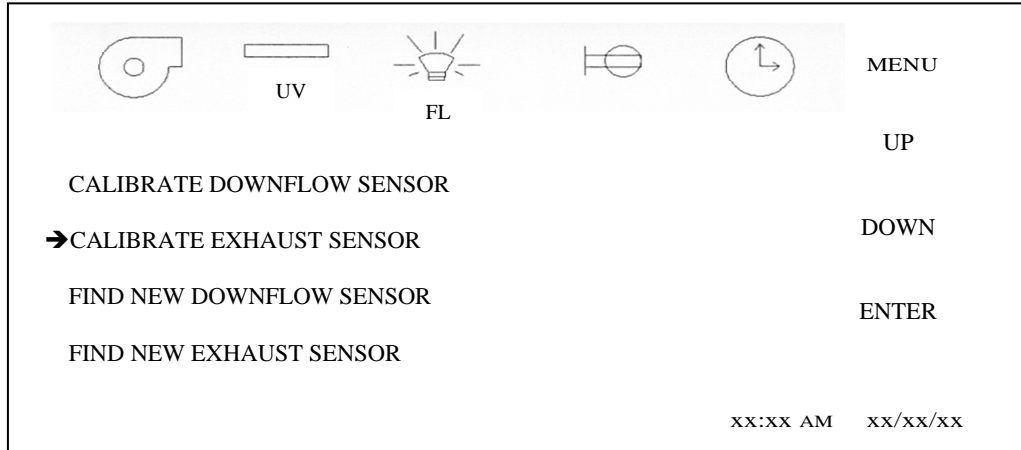 MENU
UV
FL
UP
CALIBRATE DOWNFLOW SENSOR
➔CALIBRATE EXHAUST SENSOR
DOWN
FIND NEW DOWNFLOW SENSOR
ENTER
FIND NEW EXHAUST SENSOR
xx:xx AM xx/xx/xx